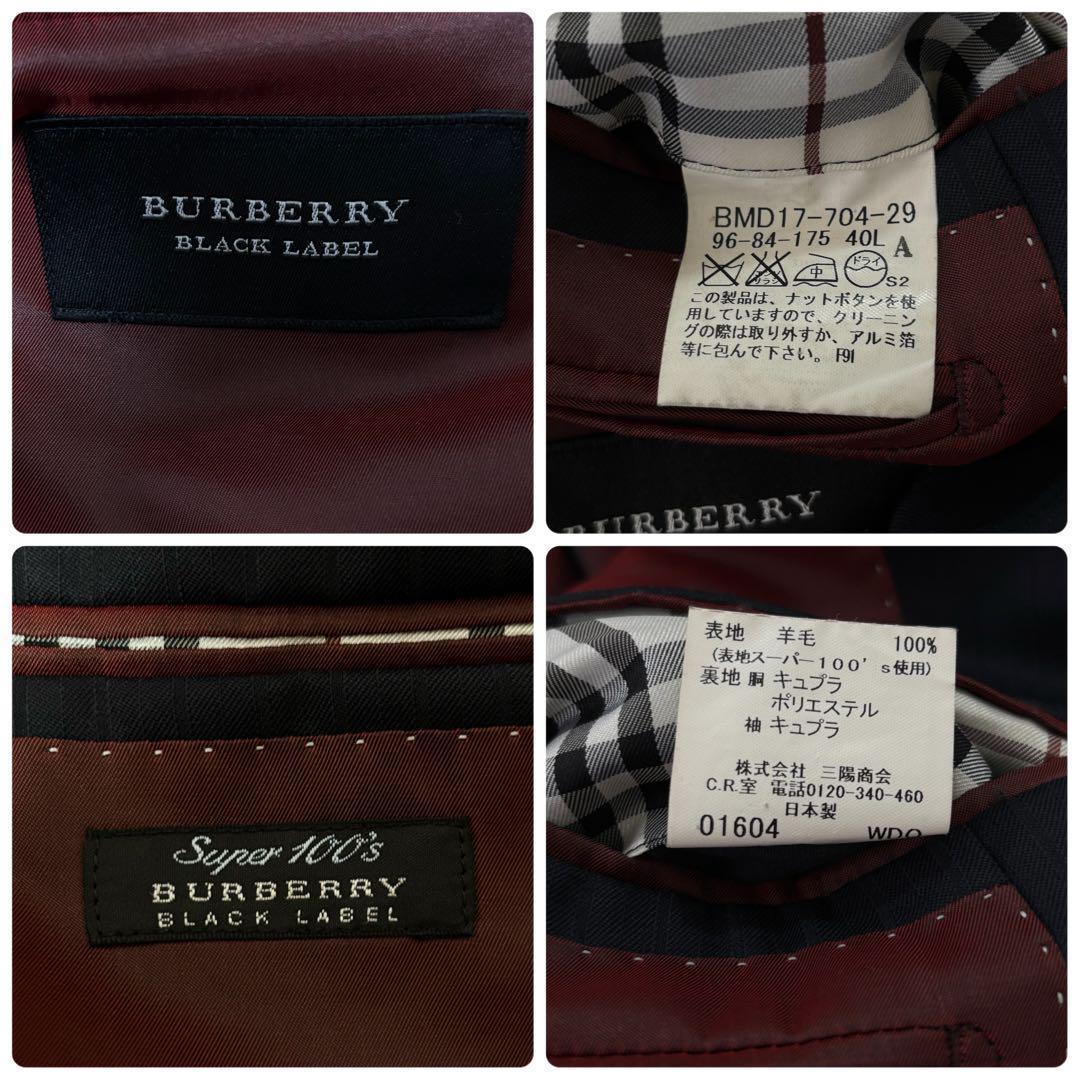 BURBERRY
BLACK LABEL
BMD17-704-29
96-84-175 40L A
中 ドライ S2
この製品は、ナットボタンを使
用していますので、クリーニン
グの際は取り外すか、アルミ箔
等に包んで下さい。F91
BURBERRY
Super 100's
BURBERRY
BLACK LABEL
表地 羊毛 100%
(表地スーパー100's使用)
裏地 胴 キュプラ
ポリエステル
袖 キュプラ
株式会社 三陽商会
C.R.室 電話0120-340-460
日本製
01604